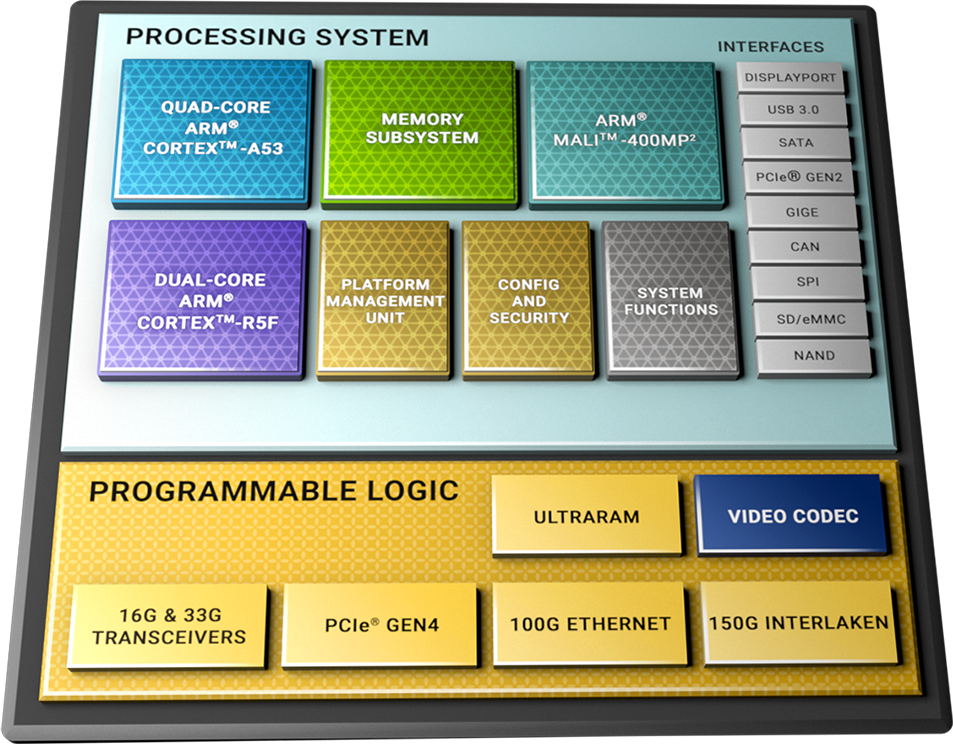 PROCESSING SYSTEM
INTERFACES
QUAD-CORE
ARM®
CORTEX™-A53
MEMORY
SUBSYSTEM
ARM®
MALI™-400MP²
DISPLAYPORT
USB 3.0
SATA
PCIe® GEN2
GIGE
CAN
SPI
SD/eMMC
NAND
DUAL-CORE
ARM®
CORTEX™-R5F
PLATFORM
MANAGEMENT
UNIT
CONFIG
AND
SECURITY
SYSTEM
FUNCTIONS
PROGRAMMABLE LOGIC
ULTRARAM
VIDEO CODEC
16G & 33G
TRANSCEIVERS
PCIe® GEN4
100G ETHERNET
150G INTERLAKEN